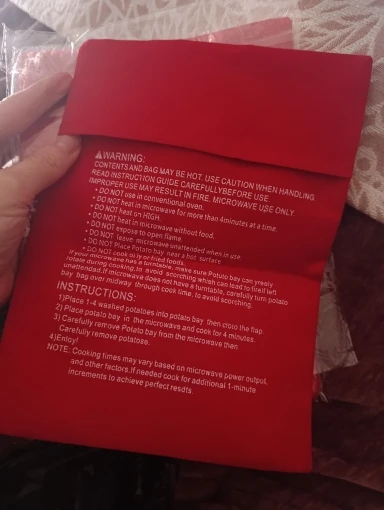 ⚠WARNING:
CONTENTS AND BAG MAY BE HOT. USE CAUTION WHEN HANDLING.
READ INSTRUCTION GUIDE CAREFULLYBEFORE USE
IMPROPER USE MAY RESULT IN FIRE. MICROWAVE USE ONLY.
• DO NOT use in conventional oven.
• DO NOT heat in microwave for more than 4minutes at a time.
• DO NOT heat on HIGH.
• DO NOT heat in microwave without food.
• DO NOT expose to open flame.
• DO NOT leave microwave unattended when in use.
• DO NOT Place Potato bay near a hot surface
• DO NOT cook oily or fried foods.
If your microwave has a turntable, make sure Potato bay can yreely
rotate during cooking,to avoid scorching which can lead to fired left
unattended.If microwave does not have a turntable, carefully turn potato
bay bag over midway through cook time, to avoid scorching.
INSTRUCTIONS:
1)Place 1-4 washed potatoes into potato bay. then cloto the flap.
2) Place potato bay in the microwave and cook for 4 minutes.
3) Carefully remove Potato bay from the microwave then
Carefully remove potatose.
4)Enjoy!
NOTE: Cooking times may vary based on microwave power output,
and other factors.If needed cook for additional 1-minute
increments to achieve perfect resdts.